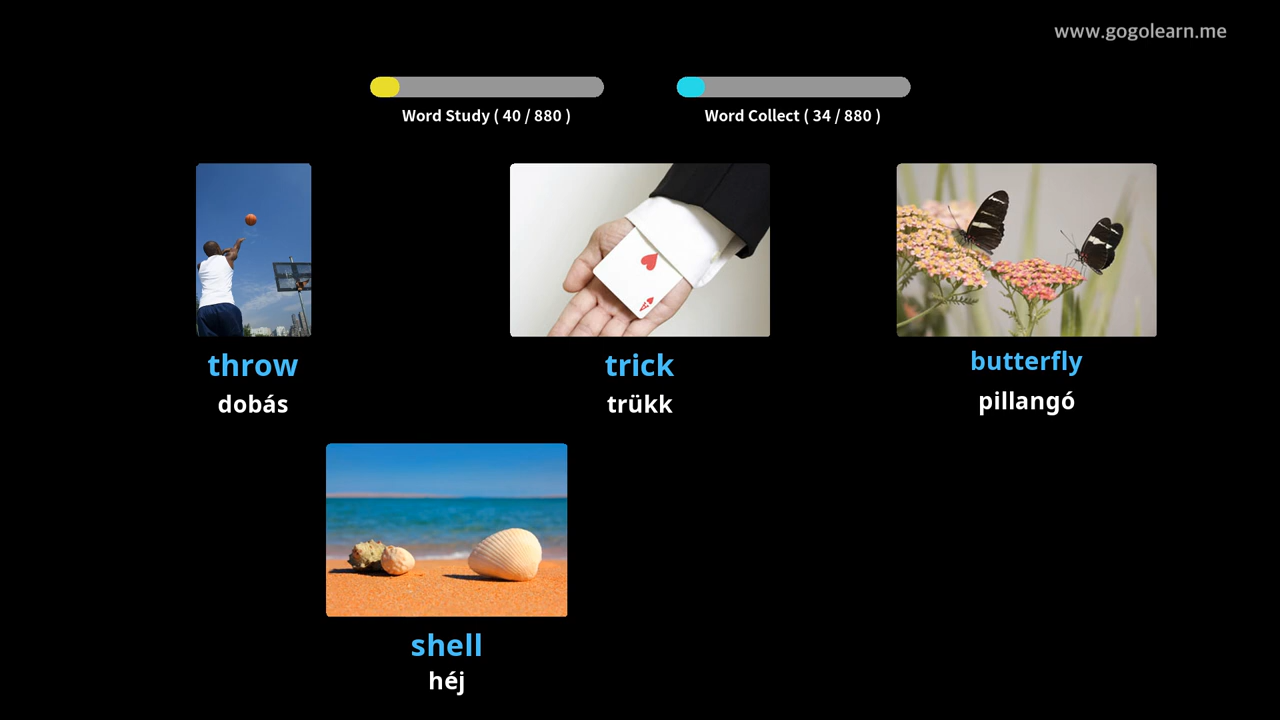 www.gogolearn.me
Word Study ( 40 / 880 )
Word Collect ( 34 / 880 )
throw
dobás
trick
trükk
butterfly
pillangó
shell
héj